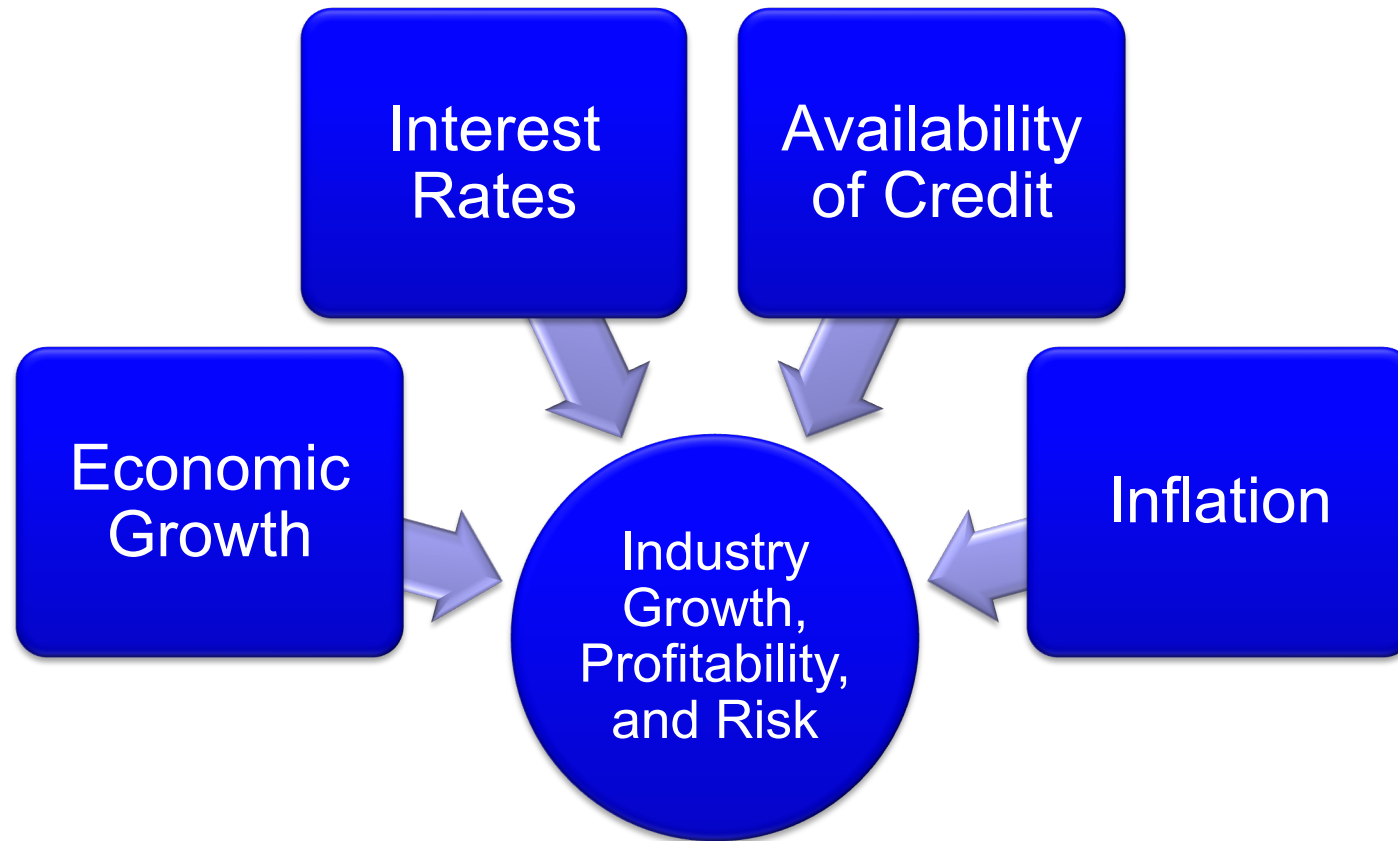 Interest
Rates
Availability
of Credit
Economic
Growth
Inflation
Industry
Growth,
Profitability,
and Risk